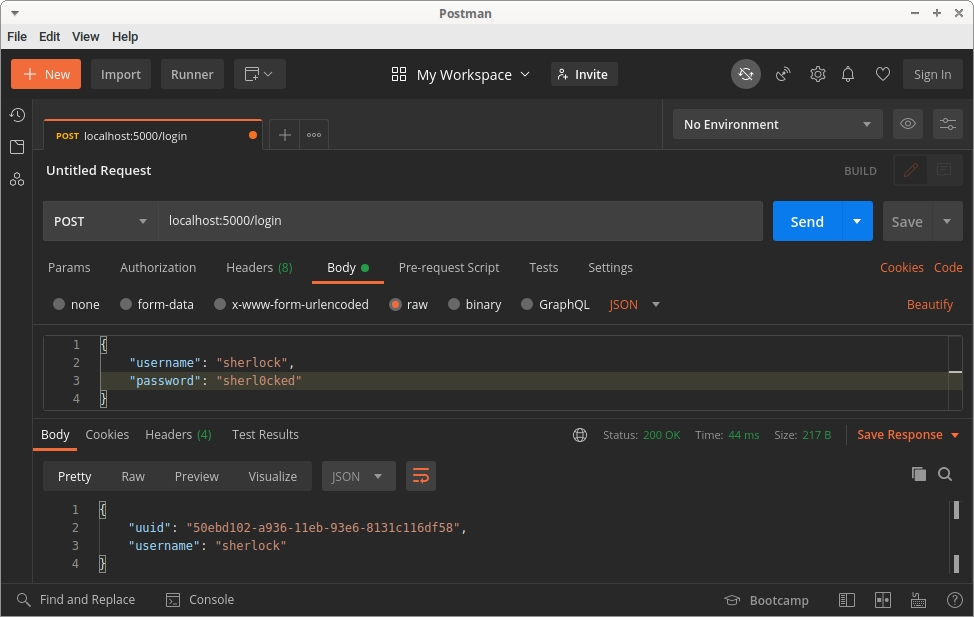 Postman
File Edit View Help
+ New Import Runner My Workspace Invite Sign In
POST localhost:5000/login No Environment
Untitled Request BUILD
POST localhost:5000/login Send Save
Params Authorization Headers (8) Body Pre-request Script Tests Settings Cookies Code
none form-data x-www-form-urlencoded raw binary GraphQL JSON Beautify
1 {
2 "username": "sherlock",
3 "password": "sherl0cked"
4 }
Body Cookies Headers (4) Test Results Status: 200 OK Time: 44 ms Size: 217 B Save Response
Pretty Raw Preview Visualize JSON
1 {
2 "uuid": "50ebd102-a936-11eb-93e6-8131c116df58",
3 "username": "sherlock"
4 }
Find and Replace Console Bootcamp